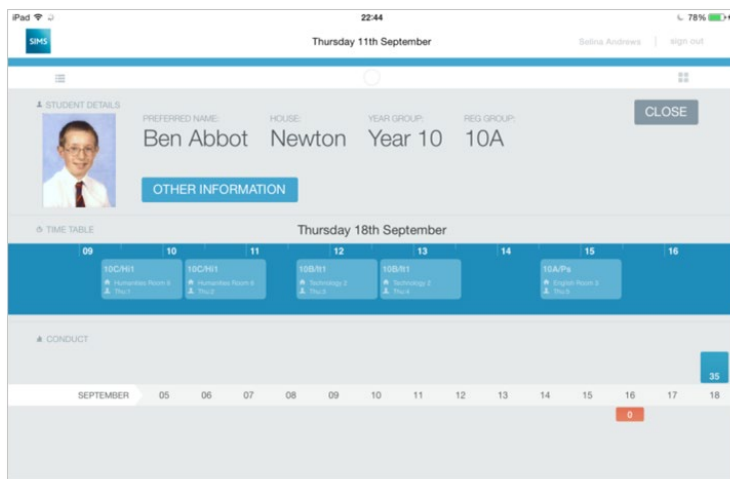 iPad 22:44 78%
SIMS Thursday 11th September Selina Andrews | sign out
STUDENT DETAILS
PREFERRED NAME: HOUSE: YEAR GROUP: REG GROUP: CLOSE
Ben Abbot Newton Year 10 10A
OTHER INFORMATION
TIME TABLE Thursday 18th September
09 10 11 12 13 14 15 16
10C/Hi1 10C/Hi1 10B/It1 10B/It1 10A/Ps
Humanities Room Humanities Room Technology 2 Technology 2 English Room
Thu:1 Thu:2 Thu:3 Thu:4 Thu:5
CONDUCT
35
SEPTEMBER 05 06 07 08 09 10 11 12 13 14 15 16 17 18
0